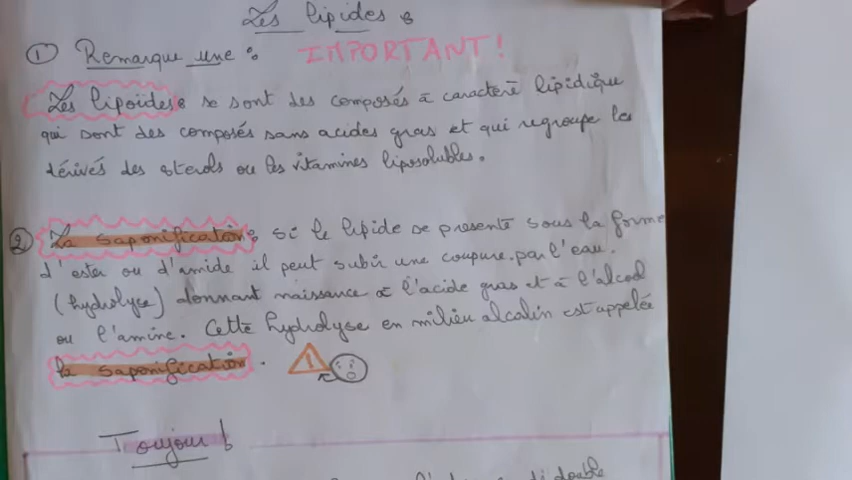 Les lipides :
① Remarque une : IMPORTANT !
Les lipoïdes : se sont des composés à caractère lipidique
qui sont des composés sans acides gras et qui regroupe les
dérivés des sterols ou les vitamines liposolubles.
② La saponification : si le lipide se presente sous la forme
d'ester ou d'amide il peut subir une coupure par l'eau.
(hydrolyse) donnant naissance à l'acide gras et à l'alcool
ou l'amine. Cette hydrolyse en milieu alcalin est appelée
la saponification.
Toujour !
double